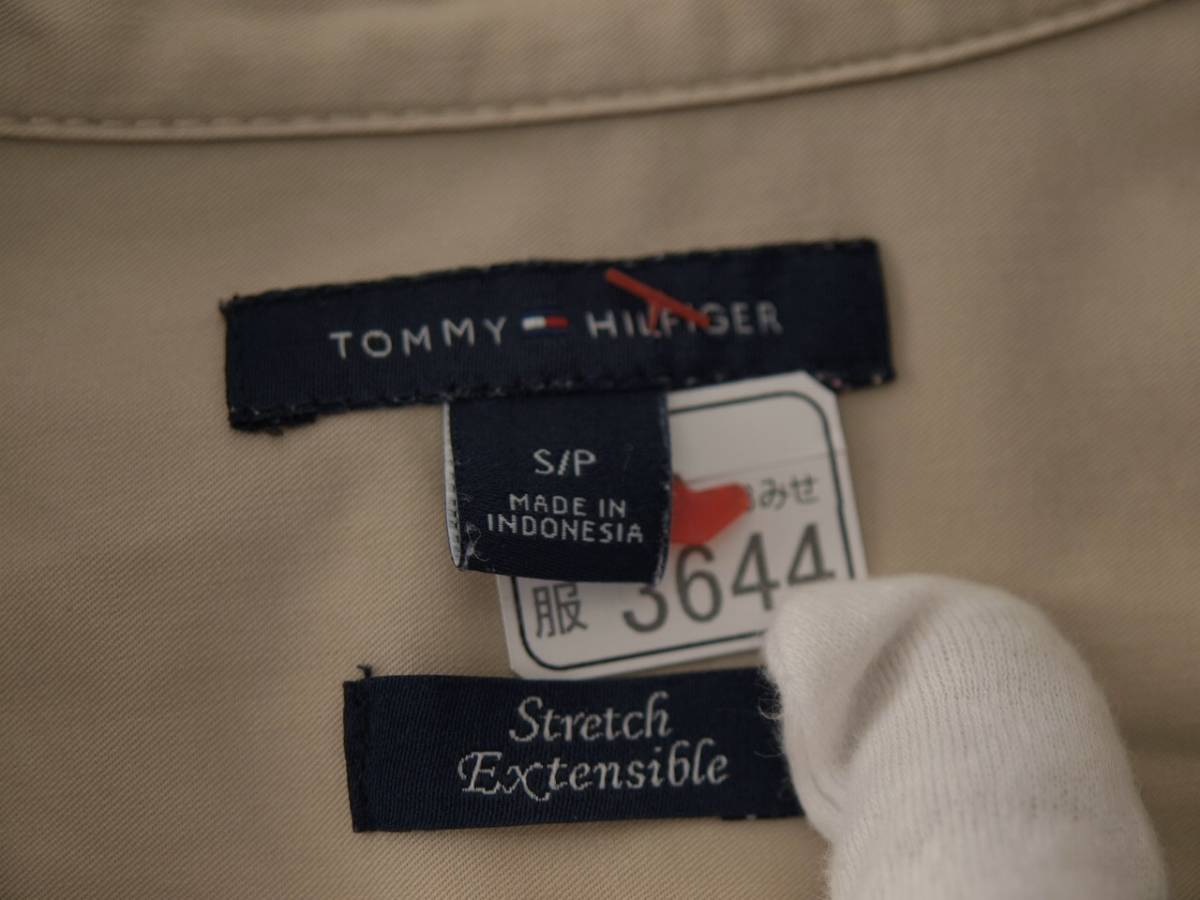 TOMMY HILFIGER
S/P
MADE IN
INDONESIA
みせ
服 3644
Stretch
Extensible